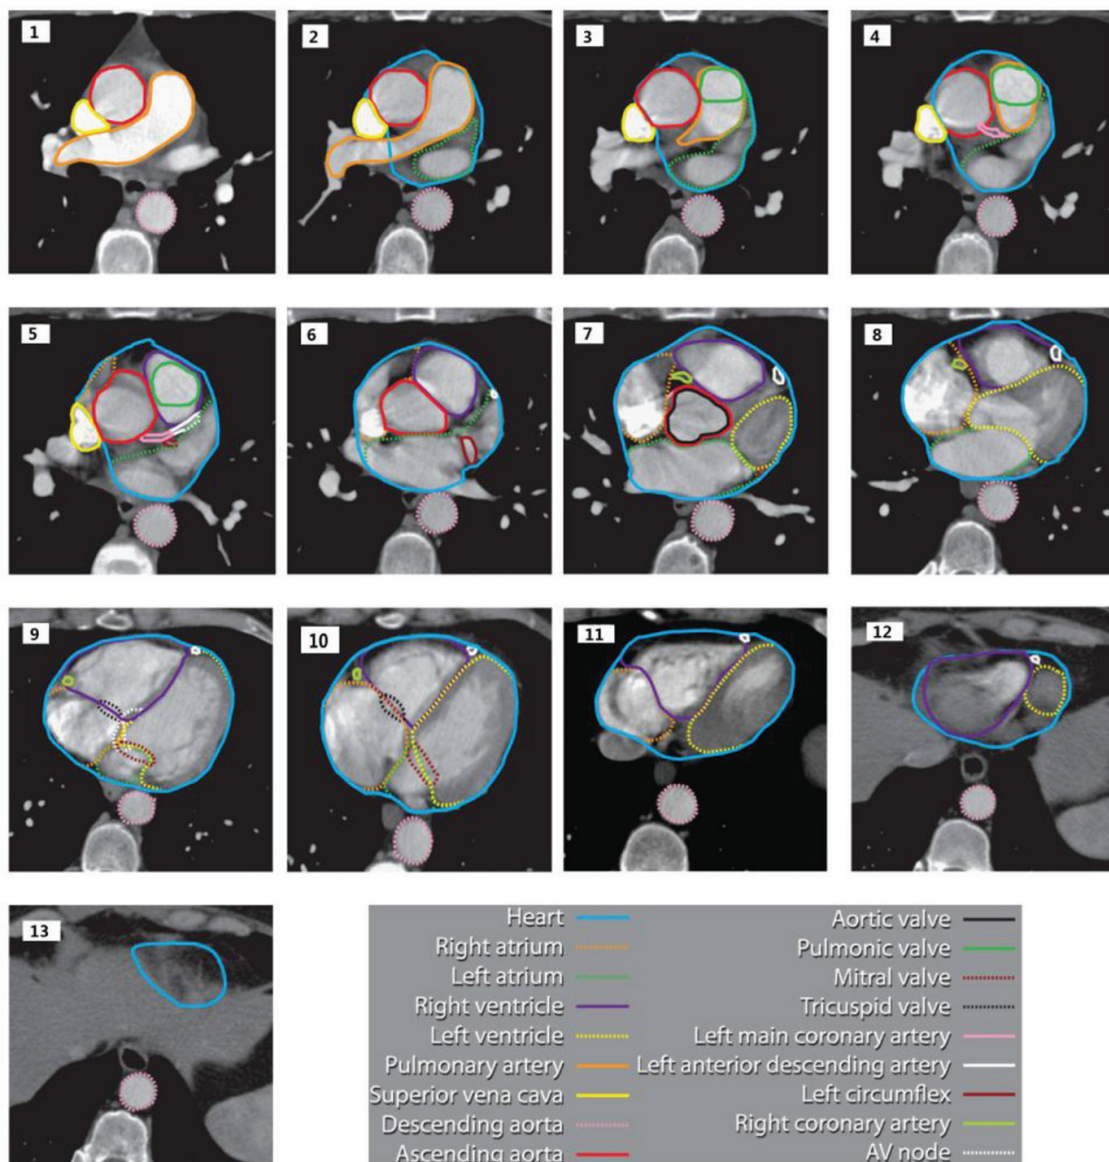 1
2
3
4
5
6
7
8
9
10
11
12
13
Heart
Right atrium
Left atrium
Right ventricle
Left ventricle
Pulmonary artery
Superior vena cava
Descending aorta
Ascending aorta
Aortic valve
Pulmonic valve
Mitral valve
Tricuspid valve
Left main coronary artery
Left anterior descending artery
Left circumflex
Right coronary artery
AV node